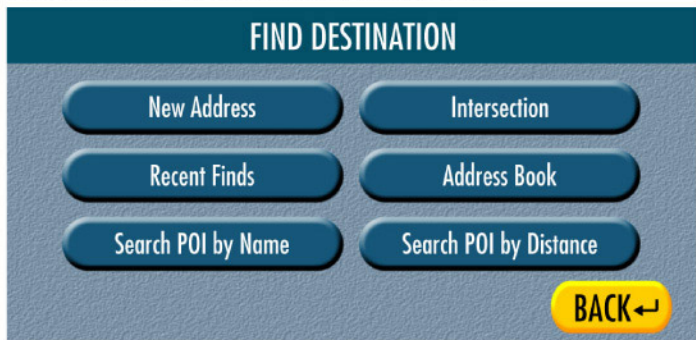 FIND DESTINATION
New Address
Intersection
Recent Finds
Address Book
Search POI by Name
Search POI by Distance
BACK